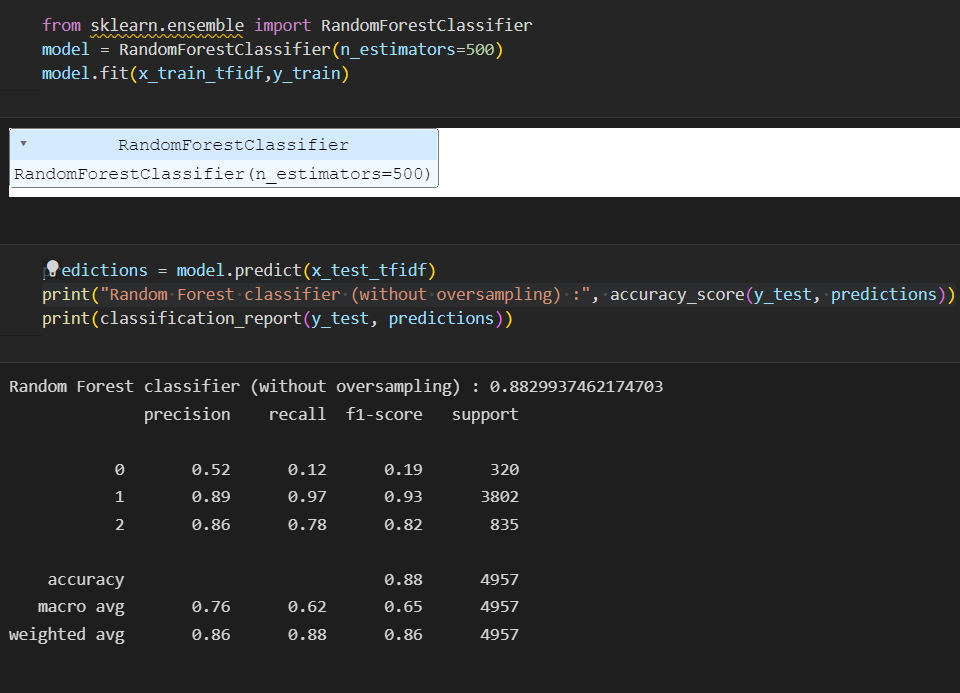 from sklearn.ensemble import RandomForestClassifier
model = RandomForestClassifier(n_estimators=500)
model.fit(x_train_tfidf,y_train)
RandomForestClassifier
RandomForestClassifier(n_estimators=500)
edictions = model.predict(x_test_tfidf)
print("Random Forest classifier (without oversampling) :", accuracy_score(y_test, predictions))
print(classification_report(y_test, predictions))
Random Forest classifier (without oversampling) : 0.8829937462174703
precision recall f1-score support
0 0.52 0.12 0.19 320
1 0.89 0.97 0.93 3802
2 0.86 0.78 0.82 835
accuracy 0.88 4957
macro avg 0.76 0.62 0.65 4957
weighted avg 0.86 0.88 0.86 4957